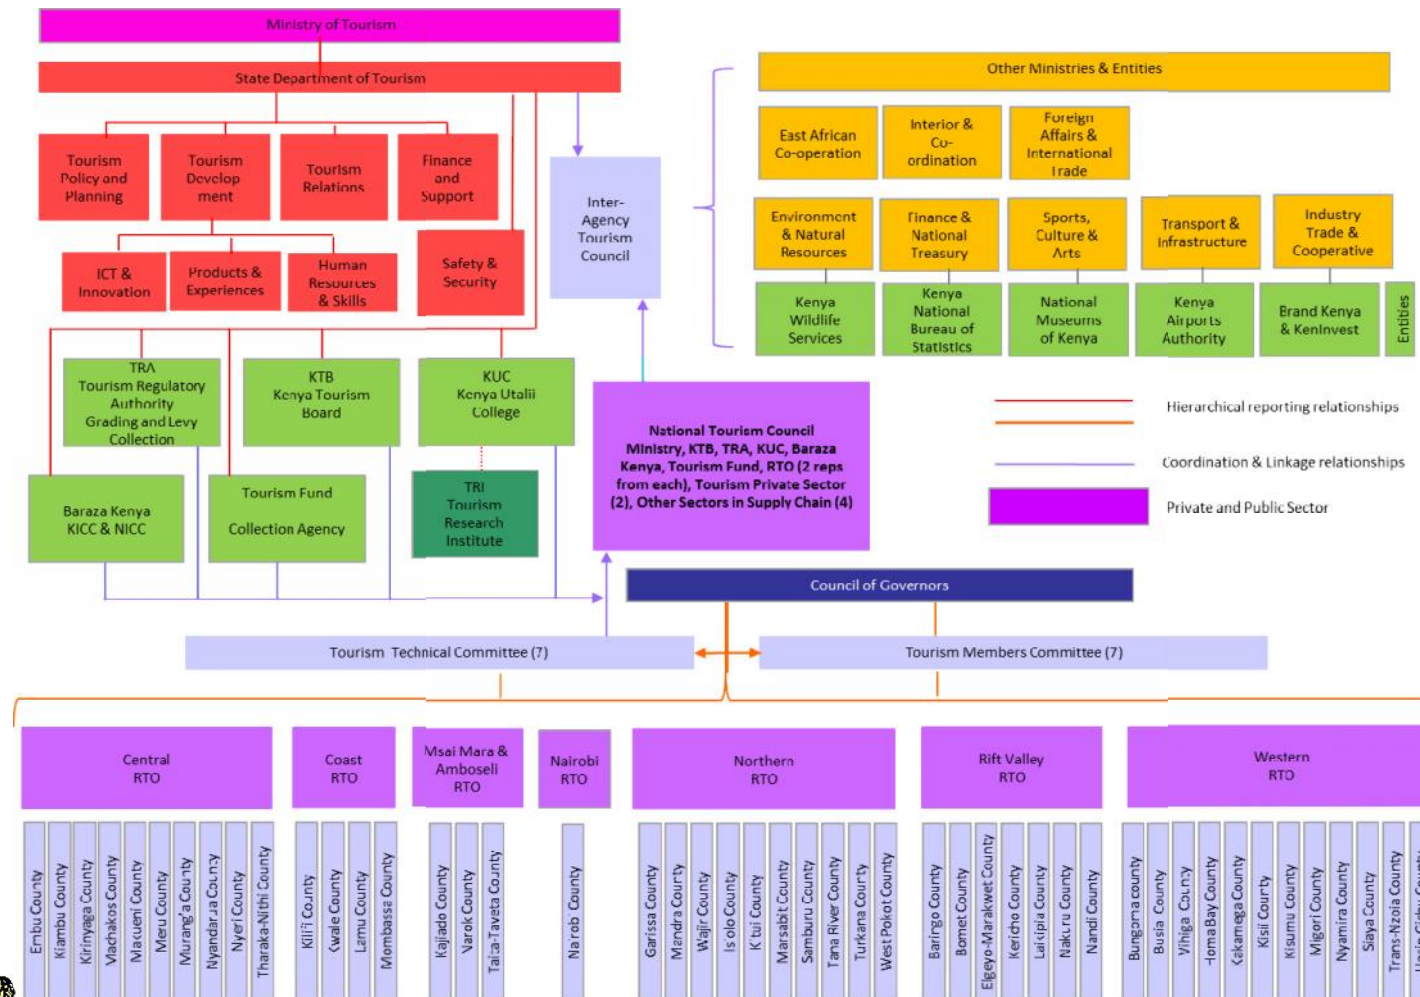 Ministry of Tourism
State Department of Tourism
Other Ministries & Entities
Tourism
Policy and
Planning
Tourism
Develop
ment
Tourism
Relations
Finance
and
Support
ICT &
Innovation
Products &
Experiences
Human
Resources
& Skills
Safety &
Security
Inter-
Agency
Tourism
Council
East African
Co-operation
Interior &
Co-
ordination
Foreign
Affairs &
International
Trade
Environment
& Natural
Resources
Finance &
National
Treasury
Sports,
Culture &
Arts
Transport &
Infrastructure
Industry
Trade &
Cooperative
Kenya
Wildlife
Services
Kenya
National
Bureau of
Statistics
National
Museums
of Kenya
Kenya
Airports
Authority
Brand Kenya
& KenInvest
Entities
TRA
Tourism Regulatory
Authority
Grading and Levy
Collection
KTB
Kenya Tourism
Board
KUC
Kenya Utalii
College
Baraza Kenya
KICC & NICC
Tourism Fund
Collection Agency
TRI
Tourism
Research
Institute
National Tourism Council
Ministry, KTB, TRA, KUC, Baraza
Kenya, Tourism Fund, RTO (2 reps
from each), Tourism Private Sector
(2), Other Sectors in Supply Chain (4)
Hierarchical reporting relationships
Coordination & Linkage relationships
Private and Public Sector
Council of Governors
Tourism Technical Committee (7)
Tourism Members Committee (7)
Central
RTO
Coast
RTO
Msai Mara &
Amboseli
RTO
Nairobi
RTO
Northern
RTO
Rift Valley
RTO
Western
RTO
Embu County
Kiambu County
Kirinyaga County
Machakos County
Macueni County
Meru County
Murang'a County
Nyandarua County
Nyeri County
Tharaka-Nithi County
Kilifi County
Kwale County
Lamu County
Mombassa County
Kajiado County
Narok County
Taita-Taveta County
Nairobi County
Garissa County
Mandra County
Wajir County
Isiolo County
Kitui County
Marsabit County
Samburu County
Tana River County
Turkana County
West Pokot County
Baringo County
Bomet County
Elgeyo-Marakwet County
Kericho County
Laikipia County
Nakuru County
Nandi County
Bungoma county
Busia County
Vihiga County
Homa Bay County
Kakamega County
Kisii County
Kisumu County
Migori County
Nyamira County
Siaya County
Trans-Nzoia County